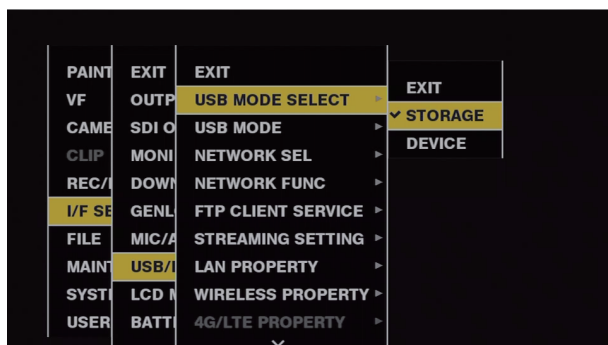 PAINT
VF
CAME
CLIP
REC/
I/F SE
FILE
MAINT
SYST
USER
EXIT
OUTP
SDI O
MONI
DOWN
GENL
MIC/A
USB/
LCD M
BATT
EXIT
USB MODE SELECT
USB MODE
NETWORK SEL
NETWORK FUNC
FTP CLIENT SERVICE
STREAMING SETTING
LAN PROPERTY
WIRELESS PROPERTY
4G/LTE PROPERTY
EXIT
STORAGE
DEVICE